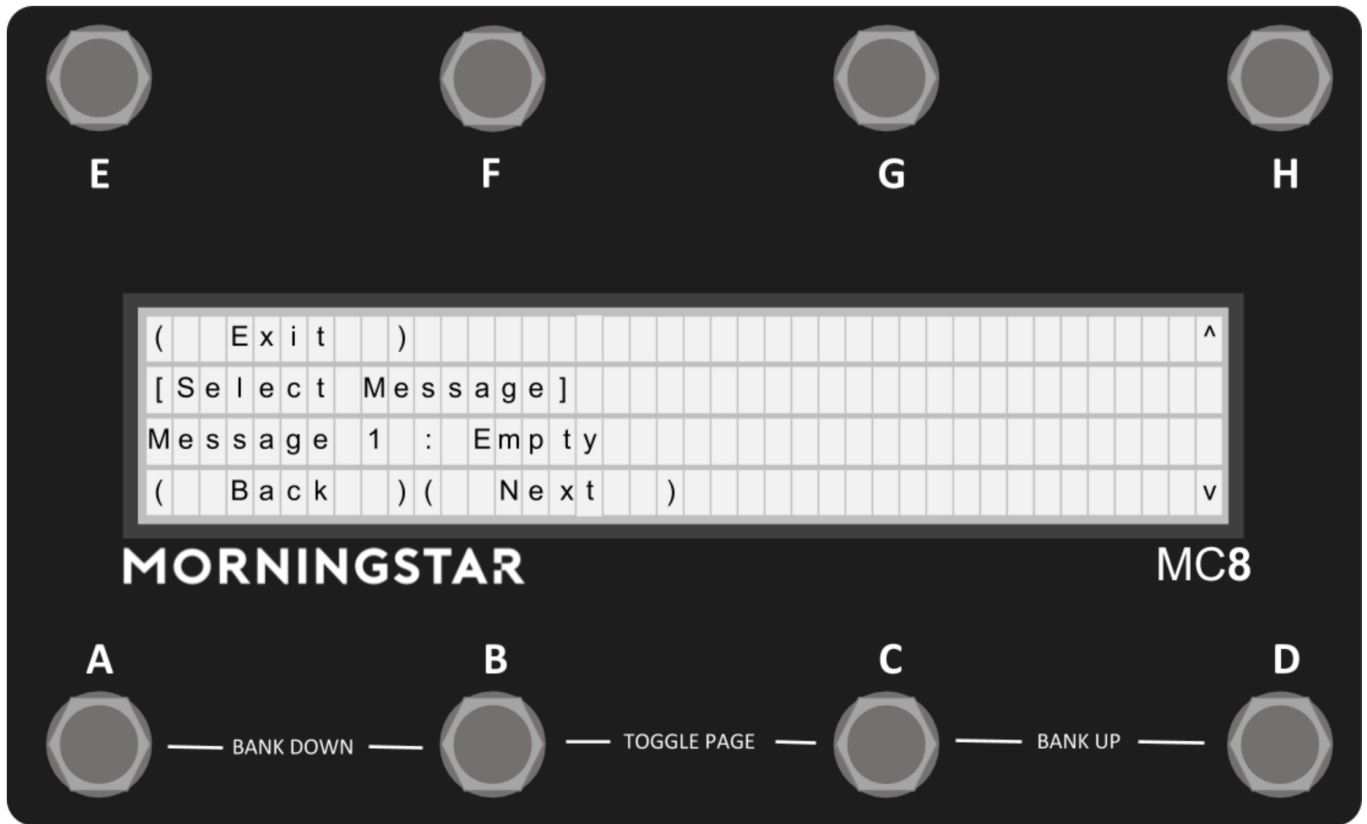 E F G H
( Exit ) ^
[Select Message]
Message 1 : Empty
( Back )( Next ) v
MORNINGSTAR MC8
A B C D
BANK DOWN TOGGLE PAGE BANK UP